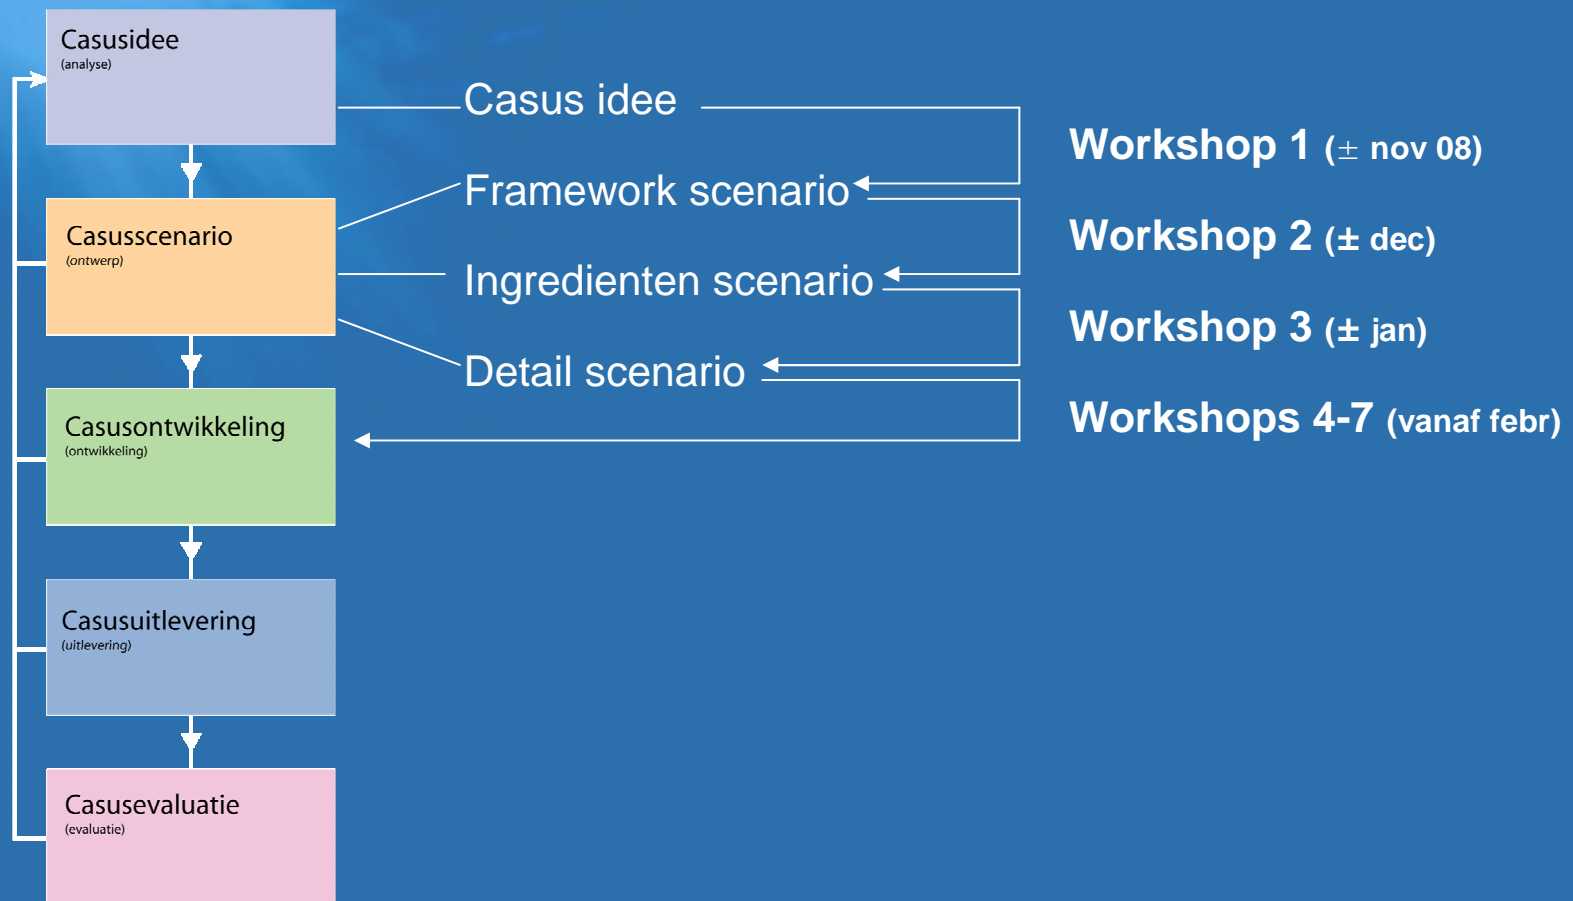 Casusidee
(analyse)
Casusscenario
(ontwerp)
Casusontwikkeling
(ontwikkeling)
Casusuitlevering
(uitlevering)
Casusevaluatie
(evaluatie)
Casus idee
Framework scenario
Ingredienten scenario
Detail scenario
Workshop 1 (± nov 08)
Workshop 2 (± dec)
Workshop 3 (± jan)
Workshops 4-7 (vanaf febr)